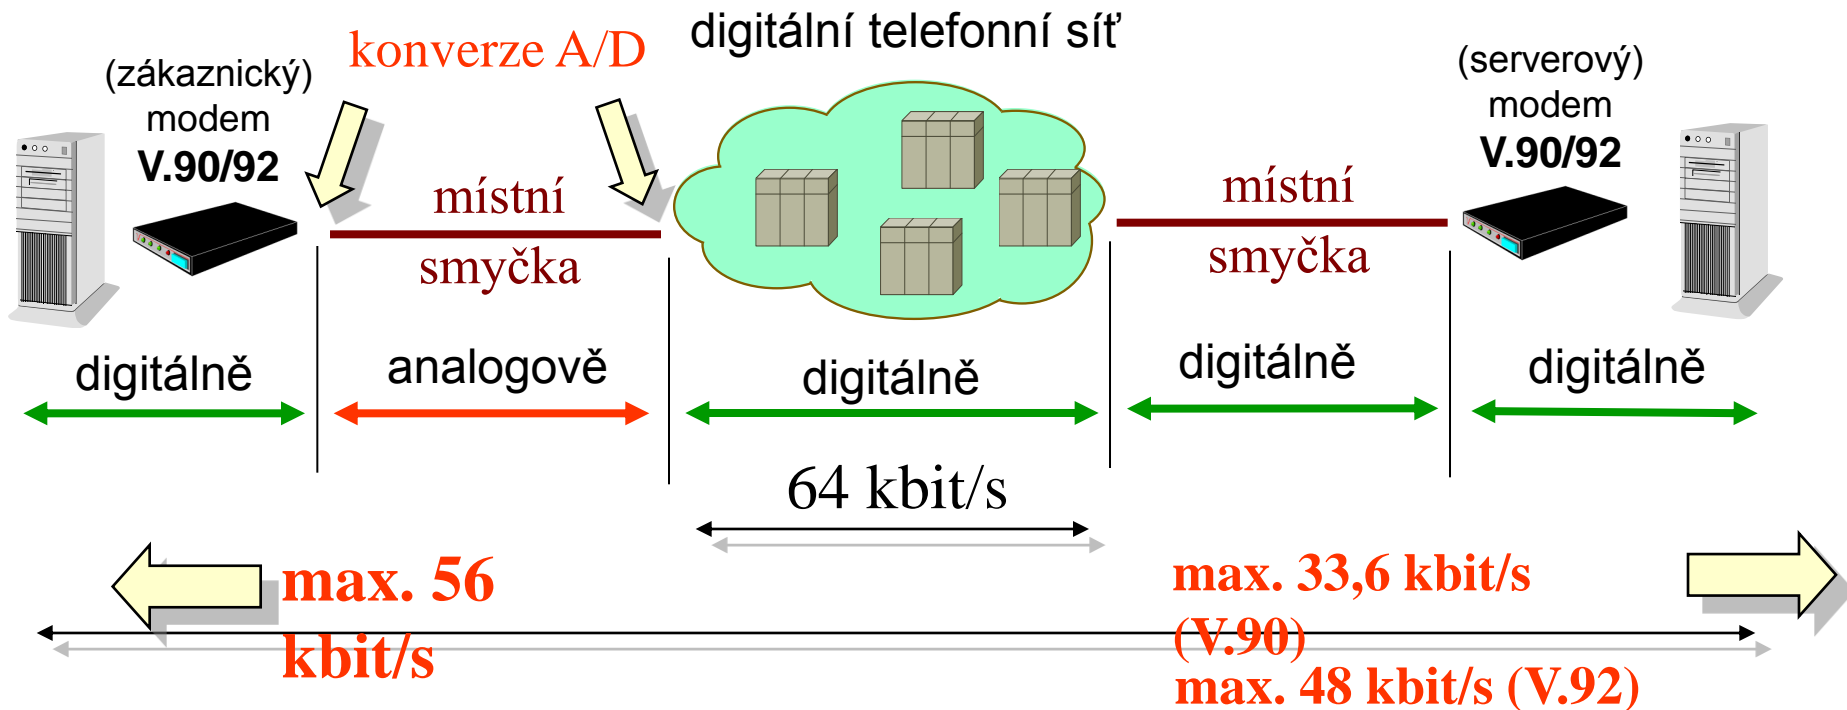 digitální telefonní síť
konverze A/D
(zákaznický)
modem
V.90/92
(serverový)
modem
V.90/92
místní
smyčka
místní
smyčka
digitálně
analogově
digitálně
digitálně
digitálně
64 kbit/s
max. 56
kbit/s
max. 33,6 kbit/s
(V.90)
max. 48 kbit/s (V.92)